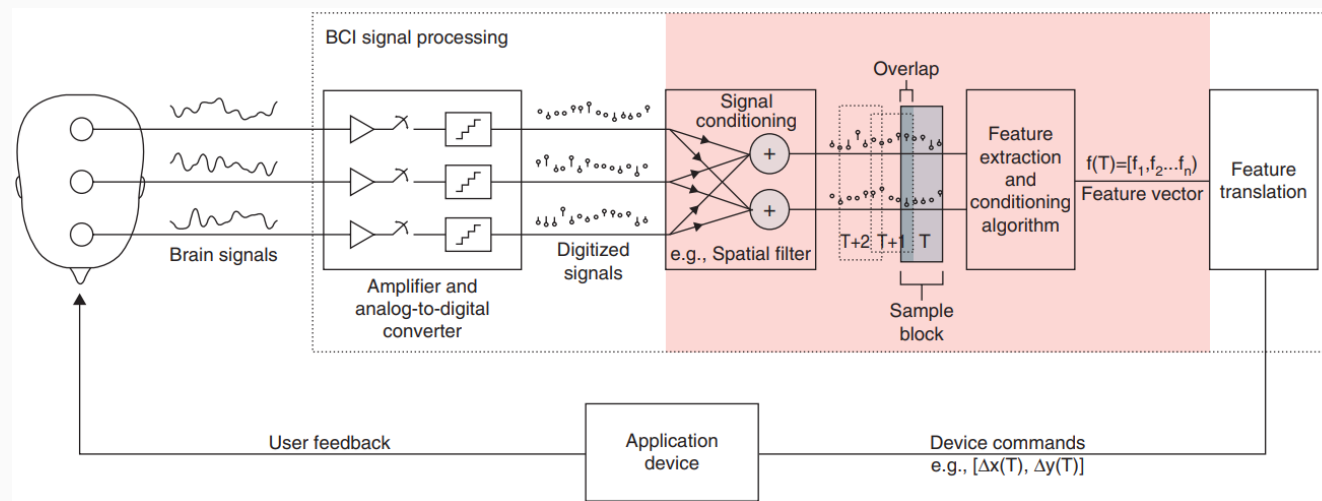 BCI signal processing
Overlap
Signal
conditioning
+
+
e.g., Spatial filter
Brain signals
Digitized
signals
Amplifier and
analog-to-digital
converter
T+2
T+1
T
Sample
block
Feature
extraction
and
conditioning
algorithm
f(T)=[f₁,f₂...fₙ)
Feature vector
Feature
translation
User feedback
Application
device
Device commands
e.g., [Δx(T), Δy(T)]